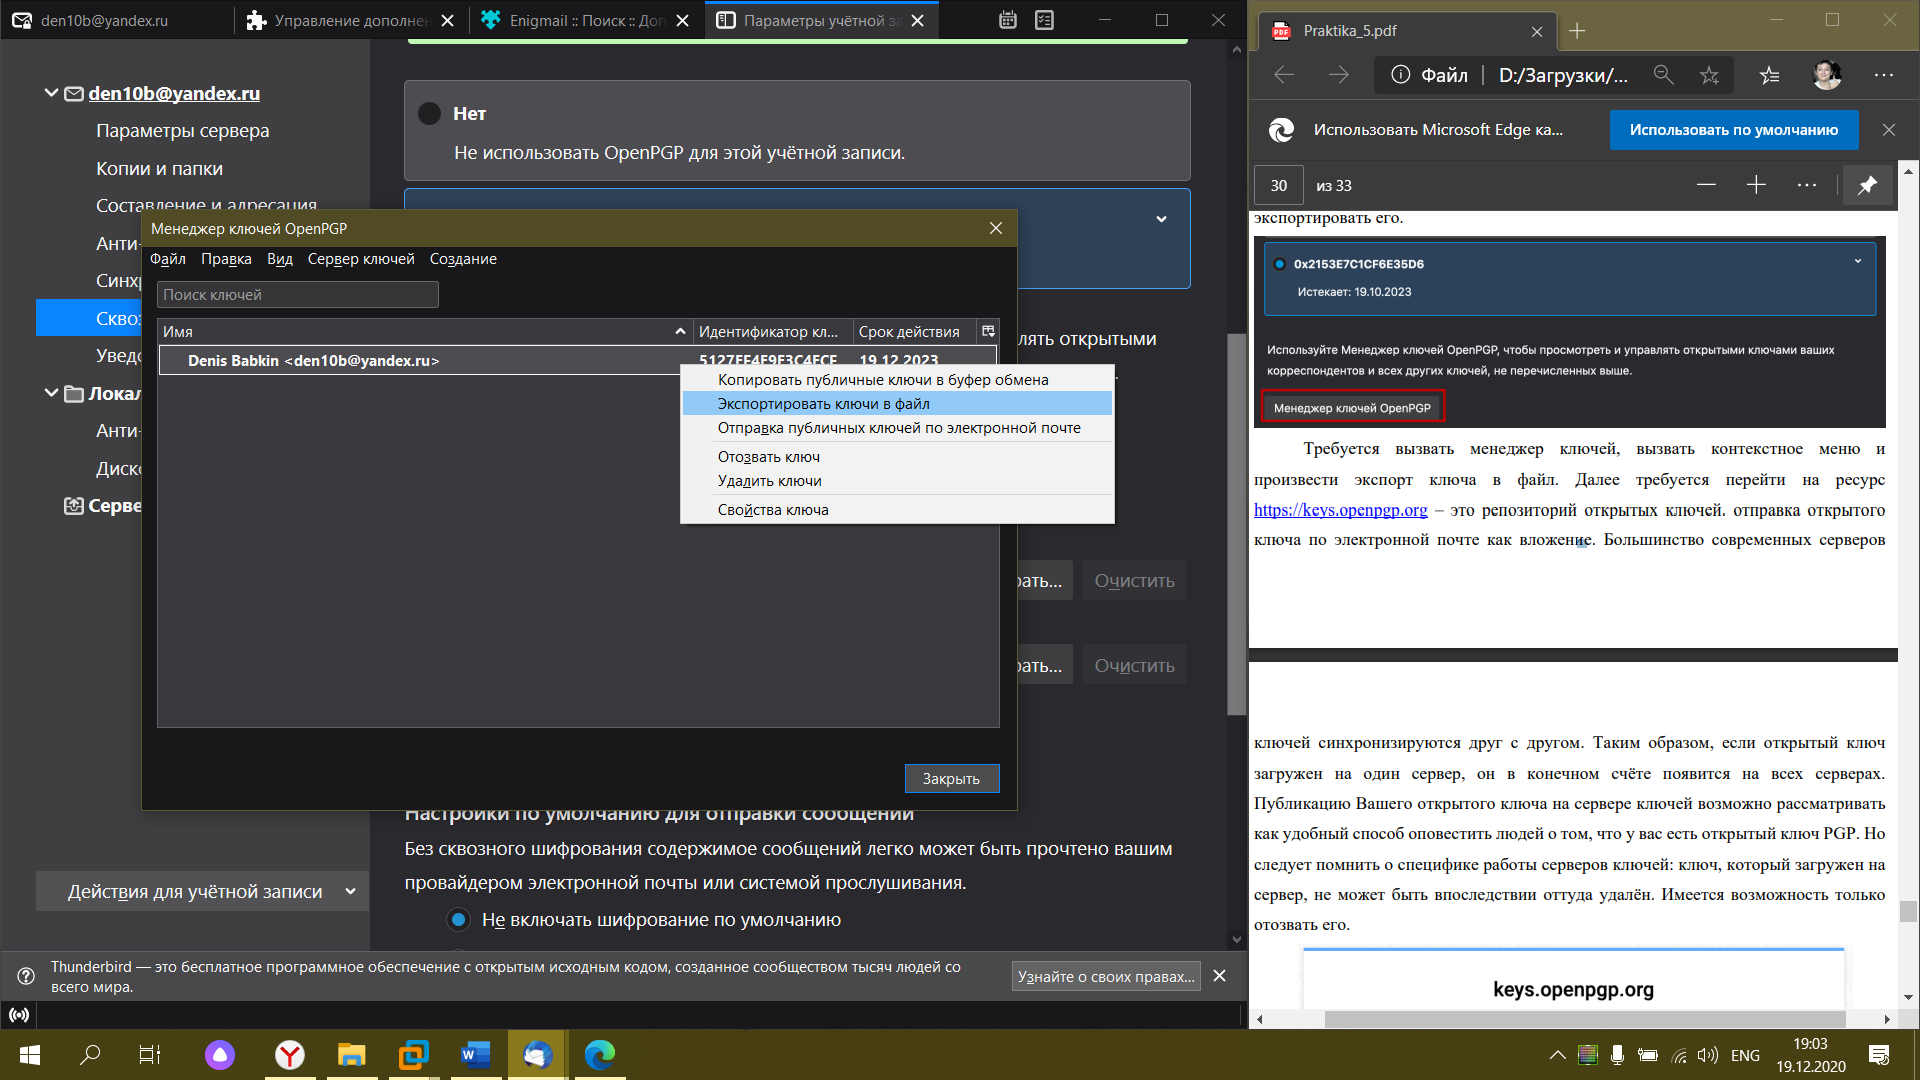 den10b@yandex.ru
Управление дополнен
Enigmail :: Поиск :: Доп
Параметры учётной за
den10b@yandex.ru
Параметры сервера
Копии и папки
Составление и адресация
Анти-
Синхр
Сквоз
Уведо
Локал
Анти-
Диско
Серве
Действия для учётной записи
Нет
Не использовать OpenPGP для этой учётной записи.
лять открытыми
Менеджер ключей OpenPGP
Файл Правка Вид Сервер ключей Создание
Поиск ключей
Имя Идентификатор кл... Срок действия
Denis Babkin <den10b@yandex.ru> 19.12.2023
Копировать публичные ключи в буфер обмена
Экспортировать ключи в файл
Отправка публичных ключей по электронной почте
Отозвать ключ
Удалить ключи
Свойства ключа
рать... Очистить
рать... Очистить
Закрыть
Настройки по умолчанию для отправки сообщений
Без сквозного шифрования содержимое сообщений легко может быть прочтено вашим
провайдером электронной почты или системой прослушивания.
Не включать шифрование по умолчанию
Thunderbird — это бесплатное программное обеспечение с открытым исходным кодом, созданное сообществом тысяч людей со
всего мира.
Узнайте о своих правах...
Praktika_5.pdf
Файл D:/Загрузки/...
Использовать Microsoft Edge ка...
Использовать по умолчанию
30 из 33
экспортировать его.
0x2153E7C1CF6E35D6
Истекает: 19.10.2023
Используйте Менеджер ключей OpenPGP, чтобы просмотреть и управлять открытыми ключами ваших
корреспондентов и всех других ключей, не перечисленных выше.
Менеджер ключей OpenPGP
Требуется вызвать менеджер ключей, вызвать контекстное меню и
произвести экспорт ключа в файл. Далее требуется перейти на ресурс
https://keys.openpgp.org – это репозиторий открытых ключей. отправка открытого
ключа по электронной почте как вложение. Большинство современных серверов
ключей синхронизируются друг с другом. Таким образом, если открытый ключ
загружен на один сервер, он в конечном счёте появится на всех серверах.
Публикацию Вашего открытого ключа на сервере ключей возможно рассматривать
как удобный способ оповестить людей о том, что у вас есть открытый ключ PGP. Но
следует помнить о специфике работы серверов ключей: ключ, который загружен на
сервер, не может быть впоследствии оттуда удалён. Имеется возможность только
отозвать его.
keys.openpgp.org
ENG
19:03
19.12.2020